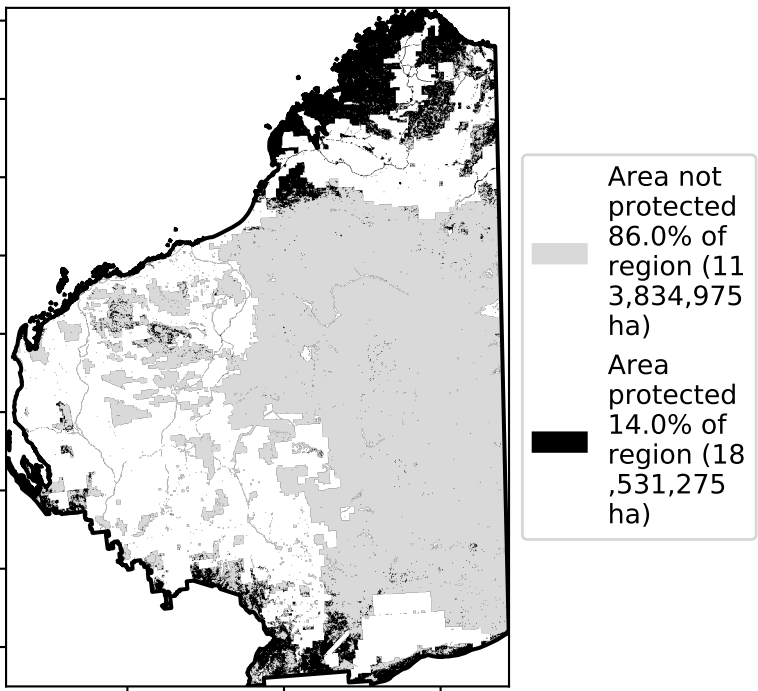 Area not
protected
86.0% of
region (11
3,834,975
ha)
Area
protected
14.0% of
region (18
,531,275
ha)